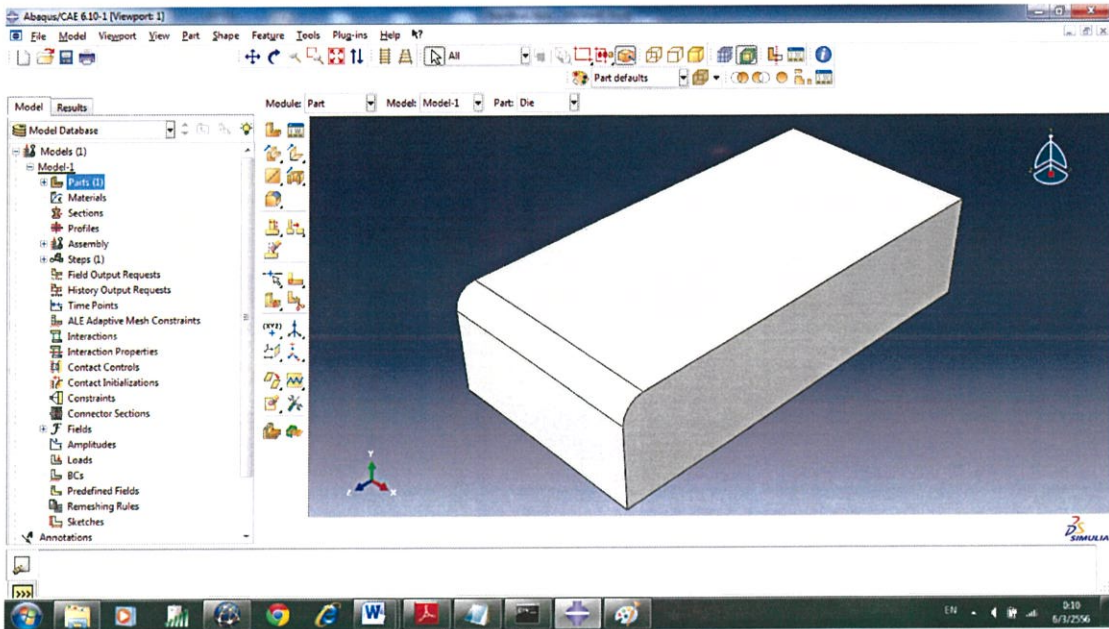 Abaqus/CAE 6.10-1 [Viewport: 1]
File Model Viewport View Part Shape Feature Tools Plug-ins Help
All
Part defaults
Model Results
Module: Part Model: Model-1 Part: Die
Model Database
Models (1)
Model-1
Parts (1)
Materials
Sections
Profiles
Assembly
Steps (1)
Field Output Requests
History Output Requests
Time Points
ALE Adaptive Mesh Constraints
Interactions
Interaction Properties
Contact Controls
Contact Initializations
Constraints
Connector Sections
Fields
Amplitudes
Loads
BCs
Predefined Fields
Remeshing Rules
Sketches
Annotations
(XYZ)
Y
Z X
SIMULIA
>>>
EN
0:10
6/3/2556